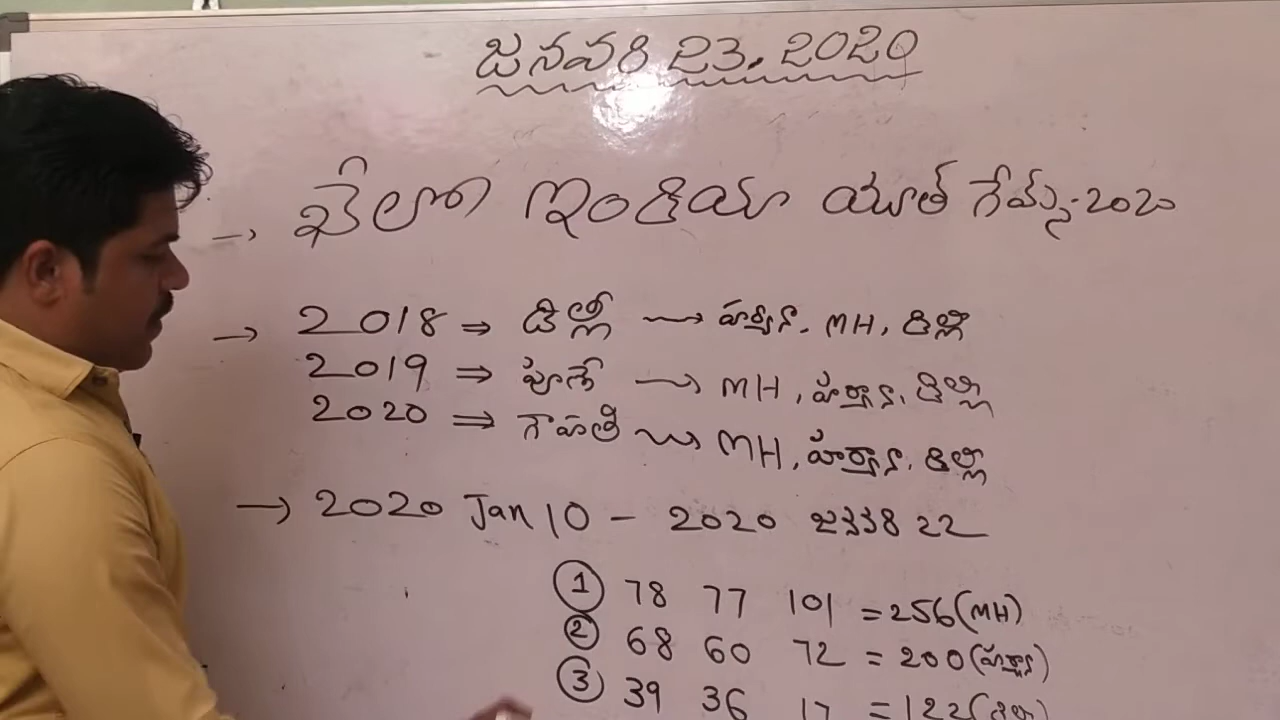 జనవరి 23, 2020
→ ఖేలో ఇండియా యూత్ గేమ్స్-2020
→ 2018 ⇒ ఢిల్లీ → హర్యాన, MH, ఢిల్లీ
2019 ⇒ పూణే → MH, హర్యాన, ఢిల్లీ
2020 ⇒ గౌహతి → MH, హర్యాన, ఢిల్లీ
→ 2020 Jan 10 - 2020 జనవరి 22
① 78 77 101 = 256 (MH)
② 68 60 72 = 200 (హర్యాన)
③ 39 36 = 122 (ఢిల్లీ)